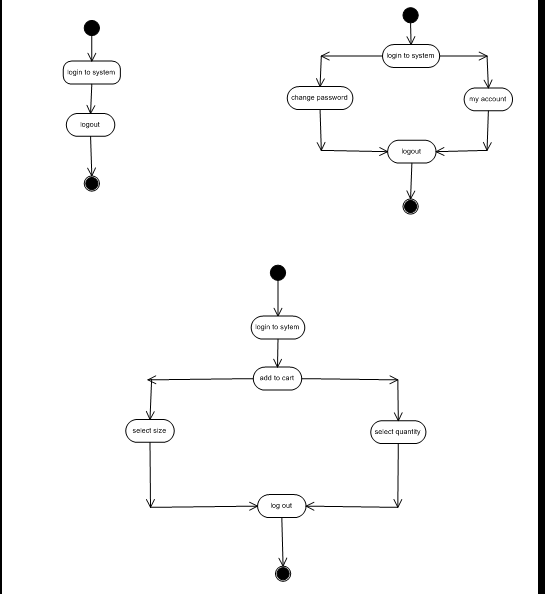 login to system
logout
login to system
change password
my account
logout
login to sytem
add to cart
select size
select quantity
log out